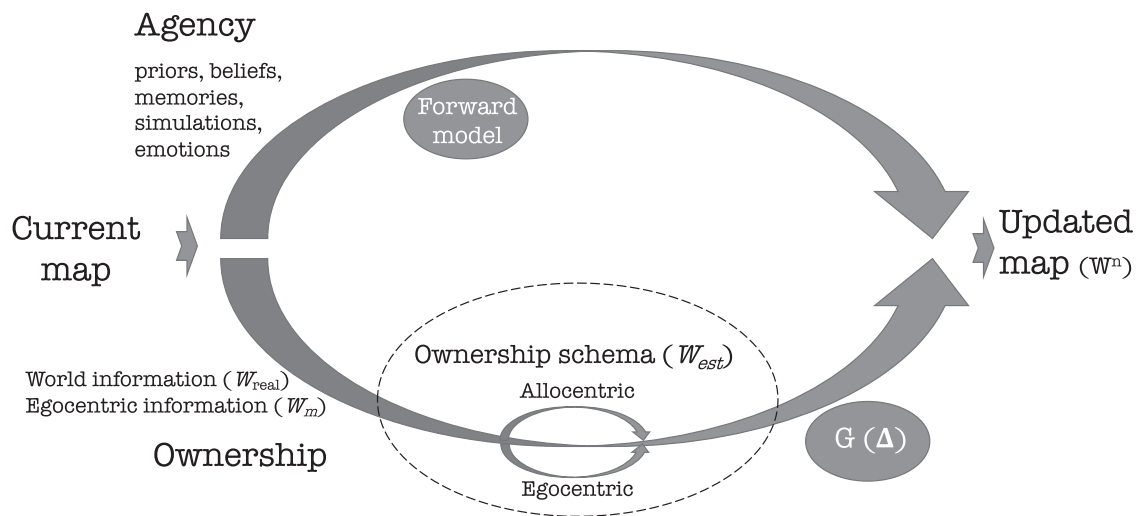 Agency
priors, beliefs,
memories,
simulations,
emotions
Forward
model
Current
map
Updated
map (Wⁿ)
Ownership schema (W_est)
Allocentric
World information (W_real)
Egocentric information (W_m)
G (Δ)
Ownership
Egocentric